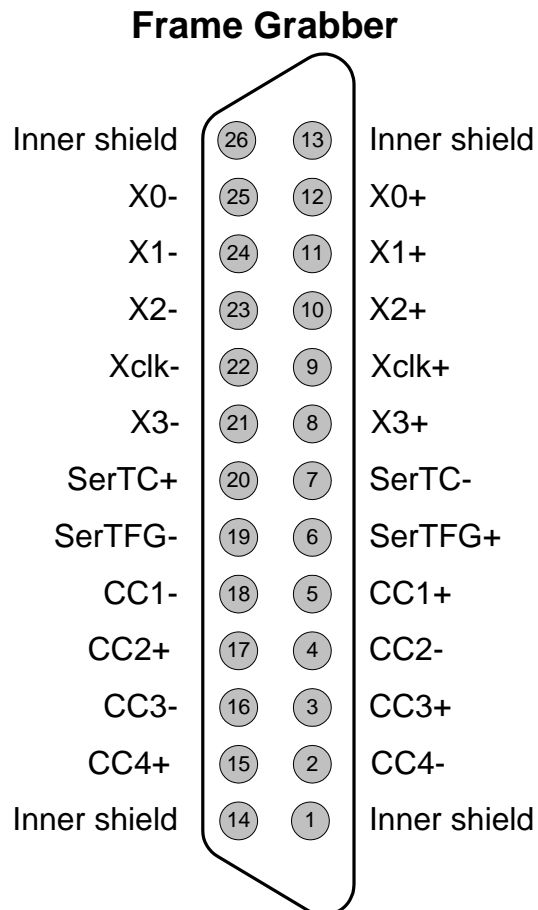 Frame Grabber
Inner shield 26 13 Inner shield
X0- 25 12 X0+
X1- 24 11 X1+
X2- 23 10 X2+
Xclk- 22 9 Xclk+
X3- 21 8 X3+
SerTC+ 20 7 SerTC-
SerTFG- 19 6 SerTFG+
CC1- 18 5 CC1+
CC2+ 17 4 CC2-
CC3- 16 3 CC3+
CC4+ 15 2 CC4-
Inner shield 14 1 Inner shield